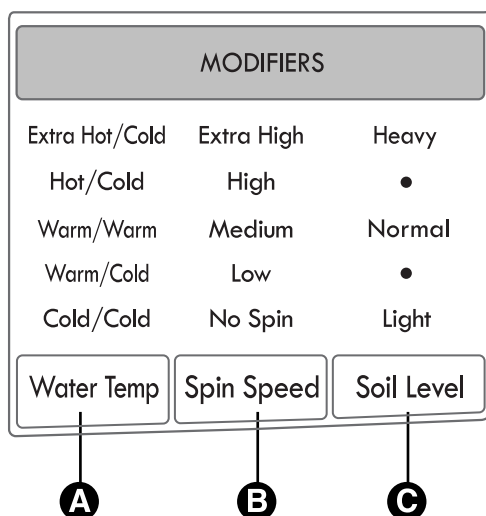 MODIFIERS
Extra Hot/Cold Extra High Heavy
Hot/Cold High •
Warm/Warm Medium Normal
Warm/Cold Low •
Cold/Cold No Spin Light
Water Temp Spin Speed Soil Level
A B C